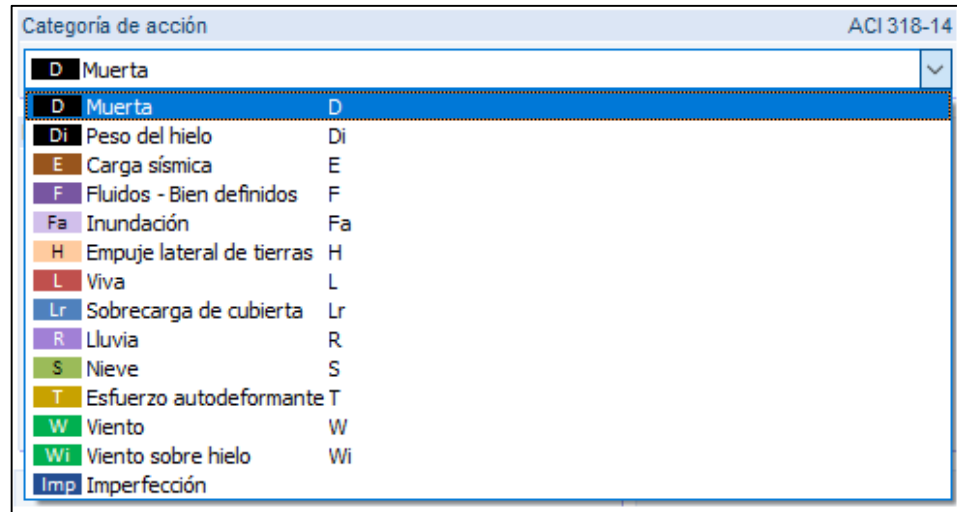 Categoría de acción ACI 318-14
D Muerta
D Muerta D
Di Peso del hielo Di
E Carga sísmica E
F Fluidos - Bien definidos F
Fa Inundación Fa
H Empuje lateral de tierras H
L Viva L
Lr Sobrecarga de cubierta Lr
R Lluvia R
S Nieve S
T Esfuerzo autodeformante T
W Viento W
Wi Viento sobre hielo Wi
Imp Imperfección